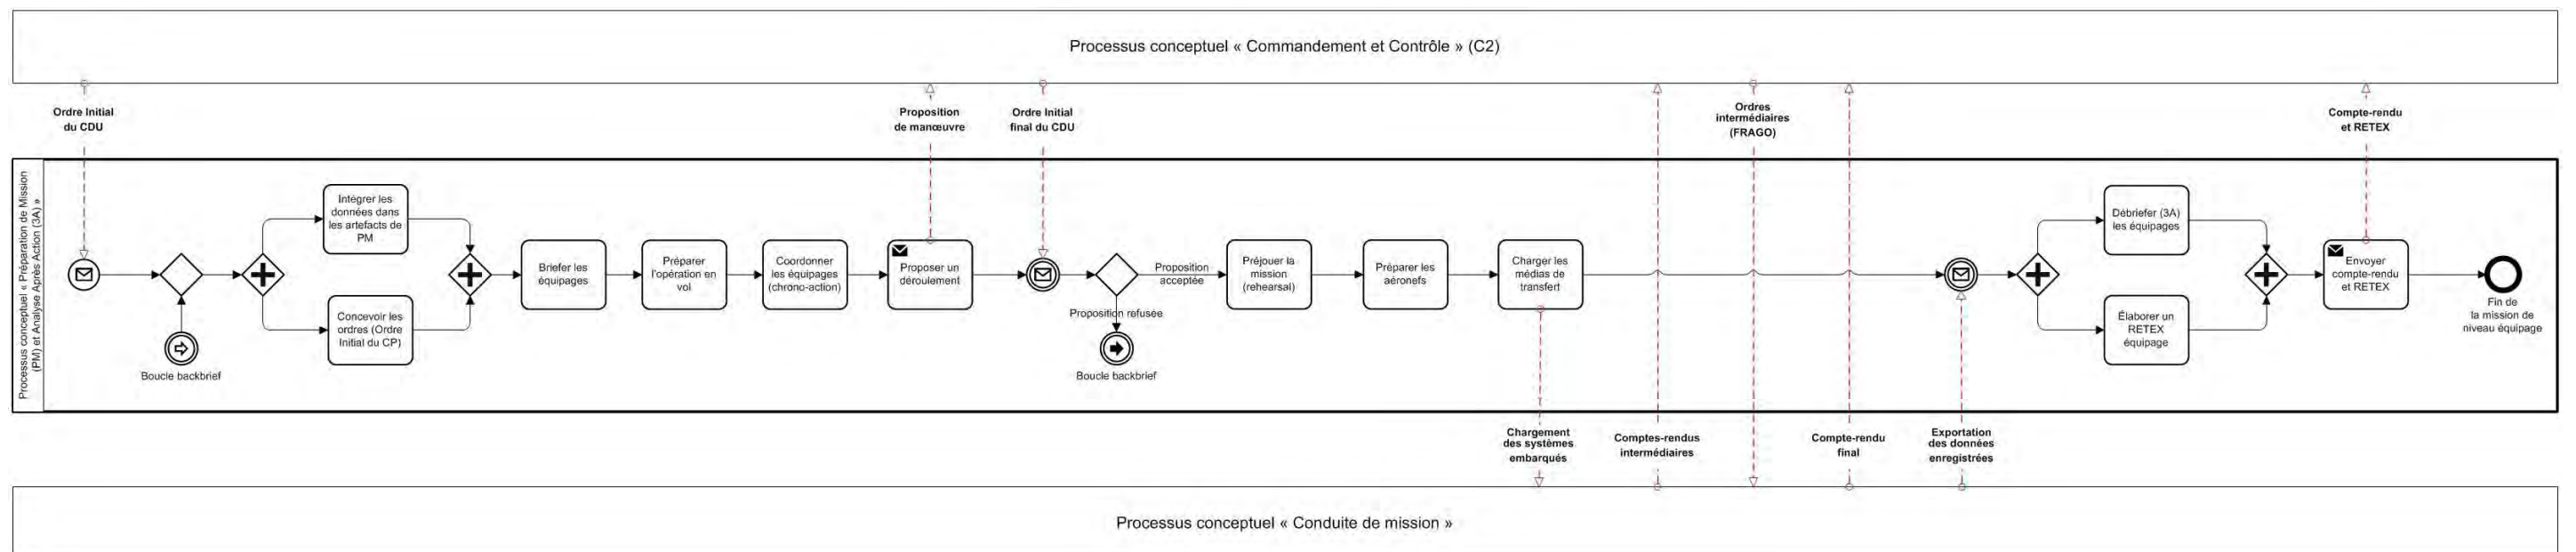 Processus conceptuel « Commandement et Contrôle » (C2)
Ordre Initial
du CDU
Proposition
de manœuvre
Ordre Initial
final du CDU
Ordres
intermédiaires
(FRAGO)
Compte-rendu
et RETEX
Processus conceptuel « Préparation de Mission
(PM) et Analyse Après Action (3A) »
Boucle backbrief
Intégrer les
données dans
les artefacts de
PM
Concevoir les
ordres (Ordre
Initial du CP)
Briefer les
équipages
Préparer
l'opération en
vol
Coordonner
les équipages
(chrono-action)
Proposer un
déroulement
Proposition
acceptée
Proposition refusée
Boucle backbrief
Préjouer la
mission
(rehearsal)
Préparer les
aéronefs
Charger les
médias de
transfert
Débriefer (3A)
les équipages
Élaborer un
RETEX
équipage
Envoyer
compte-rendu
et RETEX
Fin de
la mission de
niveau équipage
Chargement
des systèmes
embarqués
Comptes-rendus
intermédiaires
Compte-rendu
final
Exportation
des données
enregistrées
Processus conceptuel « Conduite de mission »